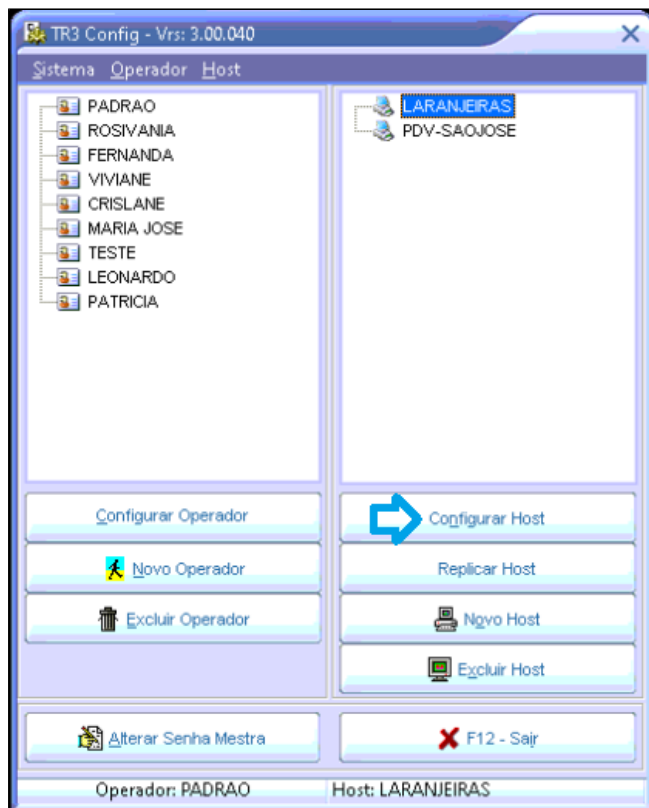 TR3 Config - Vrs: 3.00.040
Sistema Operador Host
PADRAO
ROSIVANIA
FERNANDA
VIVIANE
CRISLANE
MARIA JOSE
TESTE
LEONARDO
PATRICIA
LARANJEIRAS
PDV-SAOJOSE
Configurar Operador
Novo Operador
Excluir Operador
Configurar Host
Replicar Host
Novo Host
Excluir Host
Alterar Senha Mestra
F12 - Sair
Operador: PADRAO
Host: LARANJEIRAS